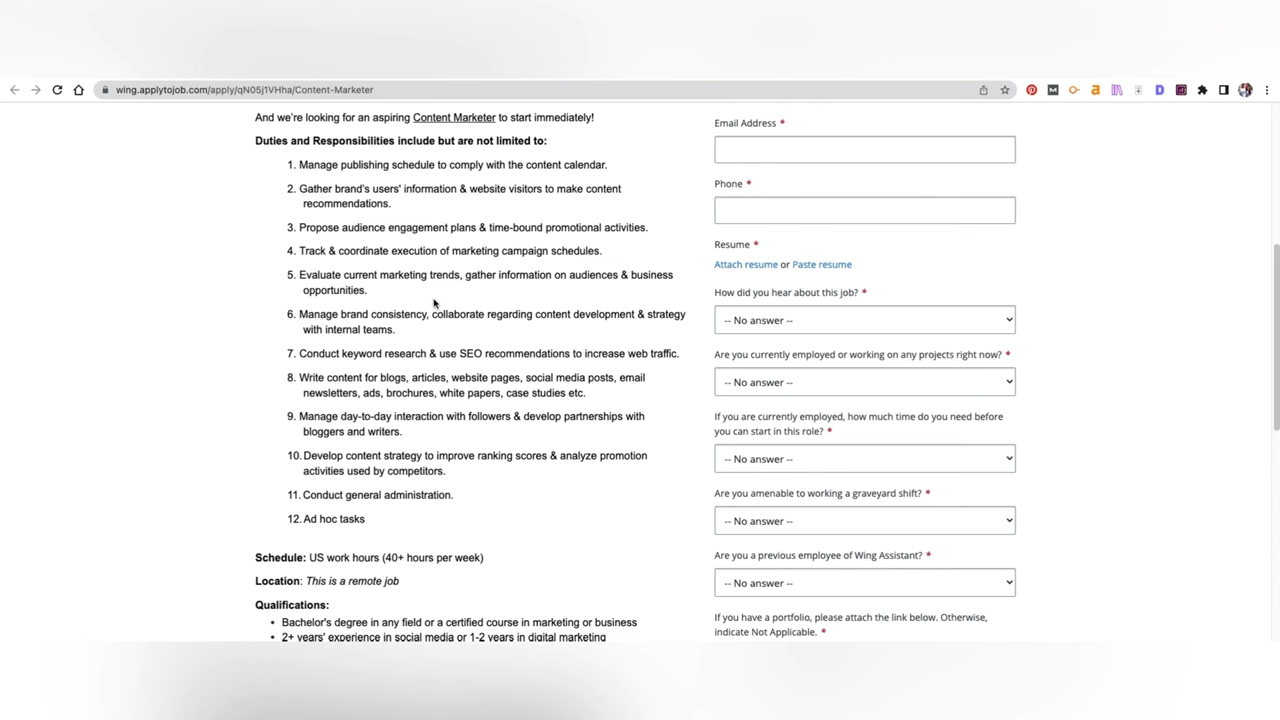 wing.applytojob.com/apply/qN05j1VHha/Content-Marketer
And we're looking for an aspiring Content Marketer to start immediately!
Duties and Responsibilities include but are not limited to:
1. Manage publishing schedule to comply with the content calendar.
2. Gather brand's users' information & website visitors to make content
recommendations.
3. Propose audience engagement plans & time-bound promotional activities.
4. Track & coordinate execution of marketing campaign schedules.
5. Evaluate current marketing trends, gather information on audiences & business
opportunities.
6. Manage brand consistency, collaborate regarding content development & strategy
with internal teams.
7. Conduct keyword research & use SEO recommendations to increase web traffic.
8. Write content for blogs, articles, website pages, social media posts, email
newsletters, ads, brochures, white papers, case studies etc.
9. Manage day-to-day interaction with followers & develop partnerships with
bloggers and writers.
10. Develop content strategy to improve ranking scores & analyze promotion
activities used by competitors.
11. Conduct general administration.
12. Ad hoc tasks
Schedule: US work hours (40+ hours per week)
Location: This is a remote job
Qualifications:
• Bachelor's degree in any field or a certified course in marketing or business
• 2+ years' experience in social media or 1-2 years in digital marketing
Email Address *
Phone *
Resume *
Attach resume or Paste resume
How did you hear about this job? *
-- No answer --
Are you currently employed or working on any projects right now? *
-- No answer --
If you are currently employed, how much time do you need before
you can start in this role? *
-- No answer --
Are you amenable to working a graveyard shift? *
-- No answer --
Are you a previous employee of Wing Assistant? *
-- No answer --
If you have a portfolio, please attach the link below. Otherwise,
indicate Not Applicable. *